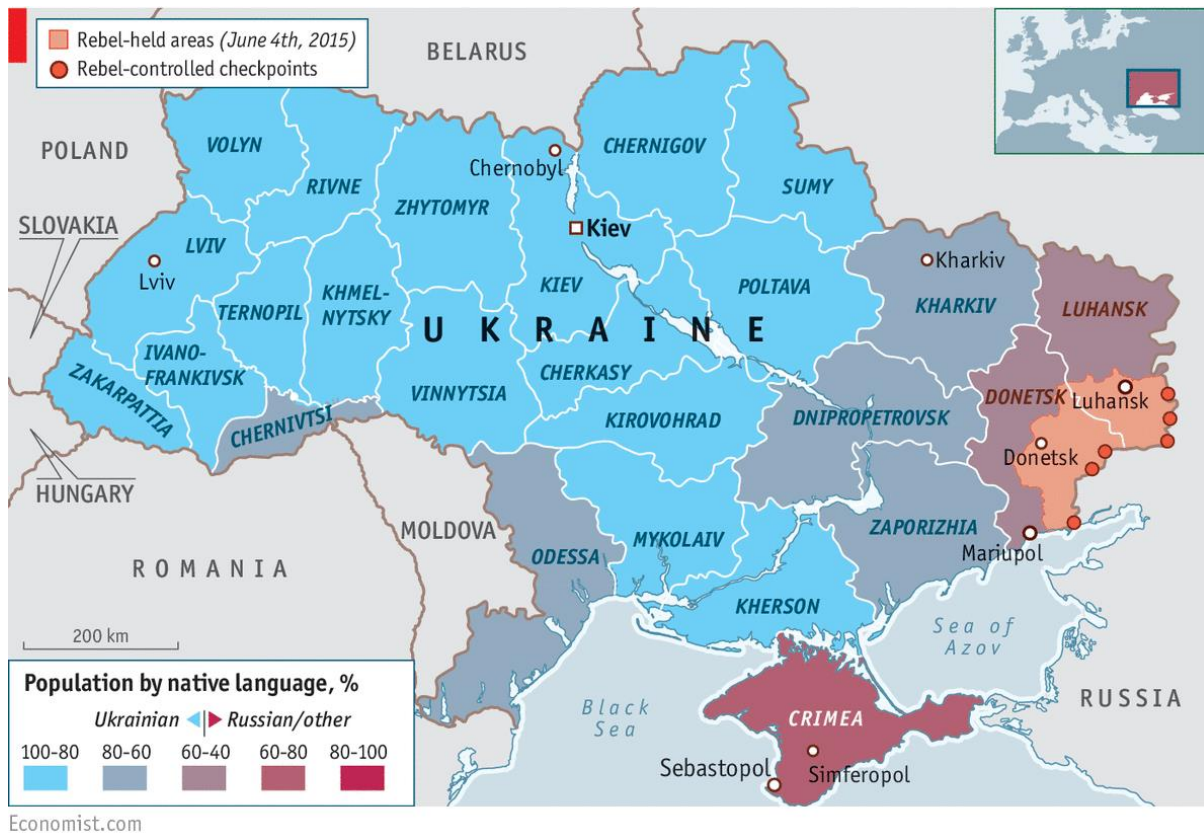 Rebel-held areas (June 4th, 2015)
Rebel-controlled checkpoints
BELARUS
POLAND
VOLYN
RIVNE
Chernobyl
CHERNIGOV
SUMY
ZHYTOMYR
SLOVAKIA
LVIV
Lviv
Kiev
Kharkiv
KHARKIV
TERNOPIL
KHMEL-
NYTSKY
KIEV
POLTAVA
LUHANSK
UKRAINE
IVANO-
FRANKIVSK
ZAKARPATTIA
VINNYTSIA
CHERKASY
CHERNIVTSI
KIROVOHRAD
DNIPROPETROVSK
DONETSK
Luhansk
Donetsk
HUNGARY
MOLDOVA
ROMANIA
ODESSA
MYKOLAIV
ZAPORIZHIA
Mariupol
KHERSON
200 km
Sea of
Azov
RUSSIA
Black
Sea
CRIMEA
Sebastopol
Simferopol
Population by native language, %
Ukrainian Russian/other
100-80 80-60 60-40 60-80 80-100
Economist.com